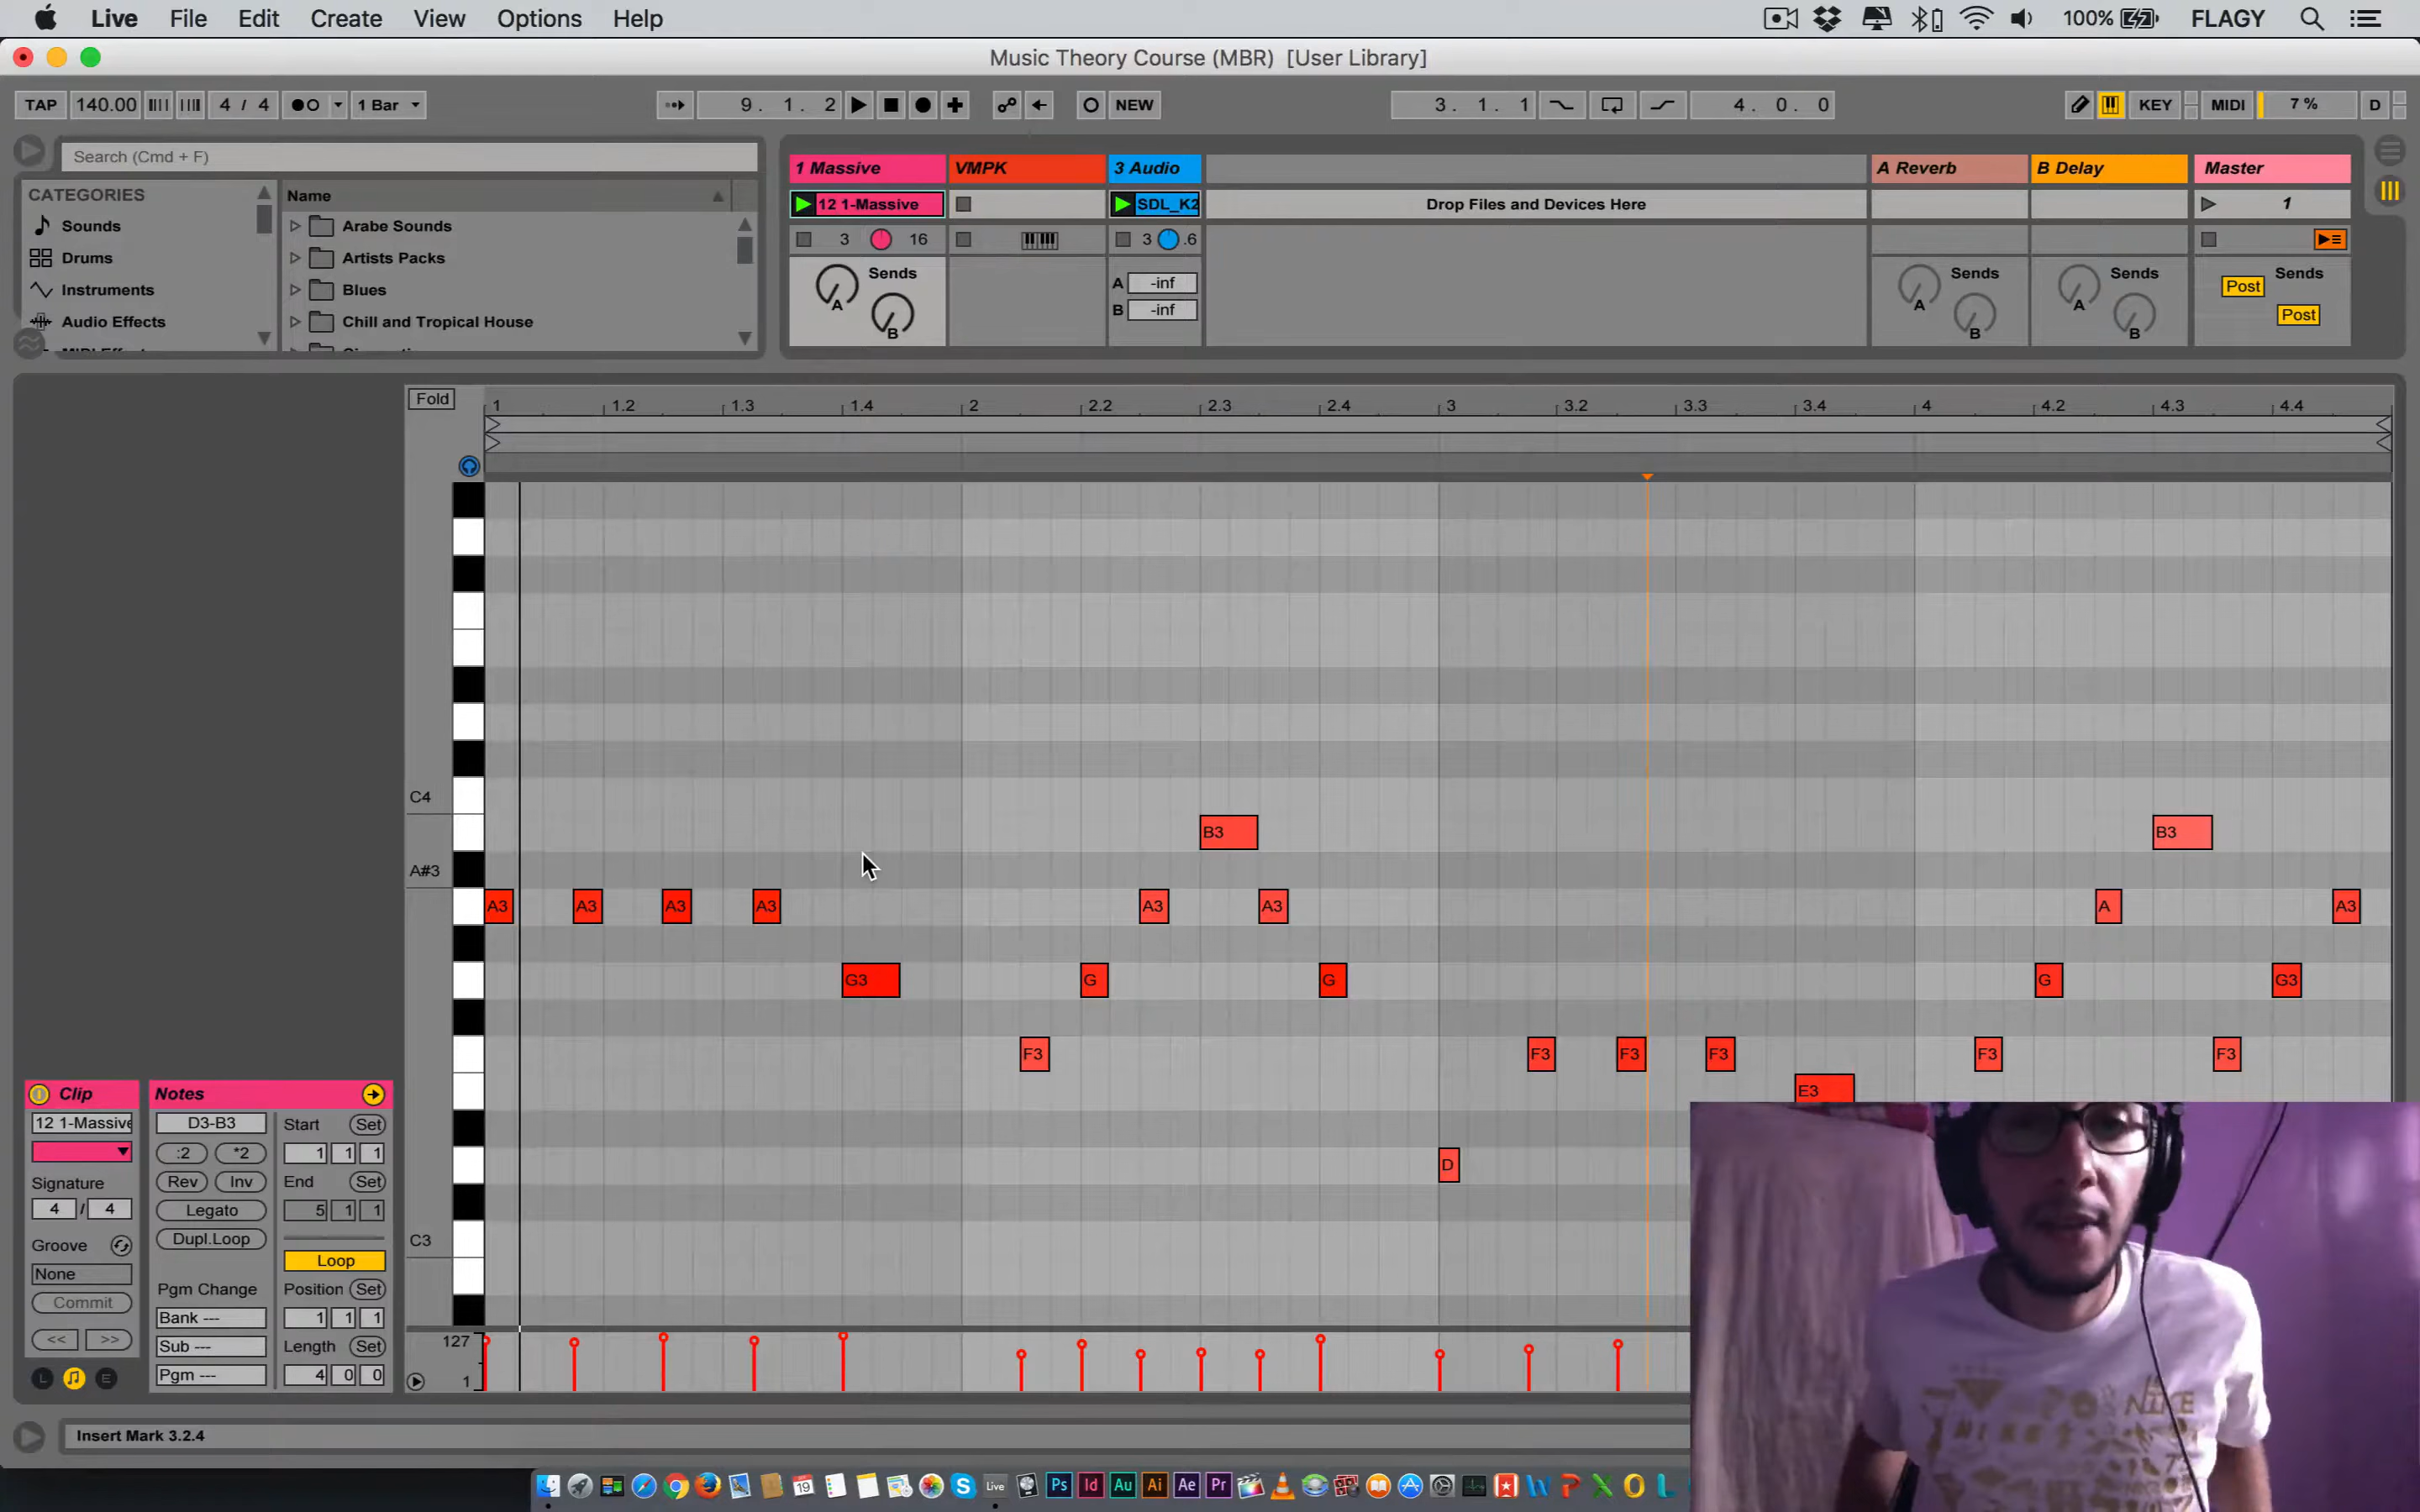 Live File Edit Create View Options Help 100% FLAGY
Music Theory Course (MBR) [User Library]
TAP 140.00 4 / 4 1 Bar 9. 1. 2 NEW 3. 1. 1 4. 0. 0 KEY MIDI 7 % D
Search (Cmd + F)
1 Massive VMPK 3 Audio A Reverb B Delay Master
CATEGORIES Name
12 1-Massive SDL_K2 Drop Files and Devices Here 1
Sounds Arabe Sounds
3 16 3 .6
Drums Artists Packs
Sends Sends Sends Sends
A -inf A A Post
Instruments Blues
B -inf Post
Audio Effects Chill and Tropical House
A B B B
Fold 1 1.2 1.3 1.4 2 2.2 2.3 2.4 3 3.2 3.3 3.4 4 4.2 4.3 4.4
C4
B3 B3
A#3
A3 A3 A3 A3 A3 A3 A A3
G3 G G G G3
F3 F3 F3 F3 F3 F3
E3
D
C3
Clip Notes
12 1-Massive D3-B3 Start Set
:2 *2 1 1 1
Signature Rev Inv End Set
4 / 4 Legato 5 1 1
Groove Dupl.Loop
None Loop
Commit Pgm Change Position Set
Bank --- 1 1 1
<< >> Sub --- Length Set
L E Pgm --- 4 0 0
127
1
Insert Mark 3.2.4
NIKE
19 S Live Ps Id Au Ai Ae Pr W P X O L